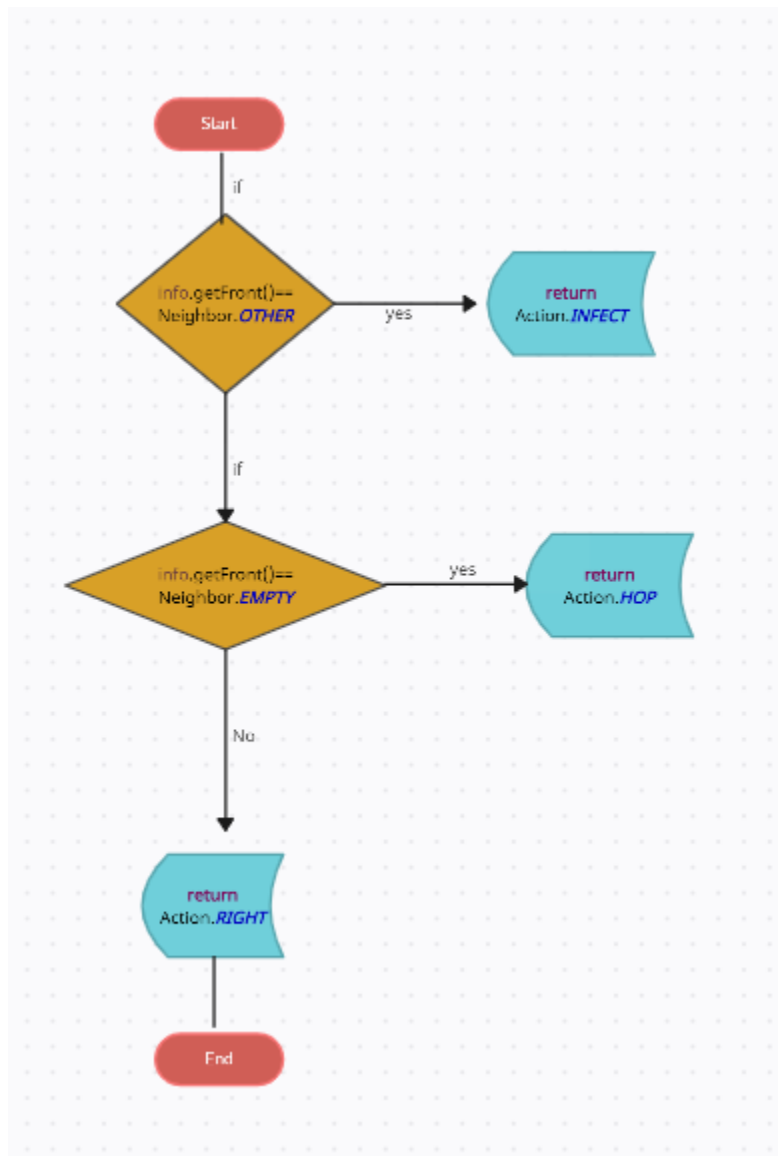 Start
if
info.getFront()==
Neighbor.OTHER
yes
return
Action.INFECT
if
info.getFront()==
Neighbor.EMPTY
yes
return
Action.HOP
No
return
Action.RIGHT
End